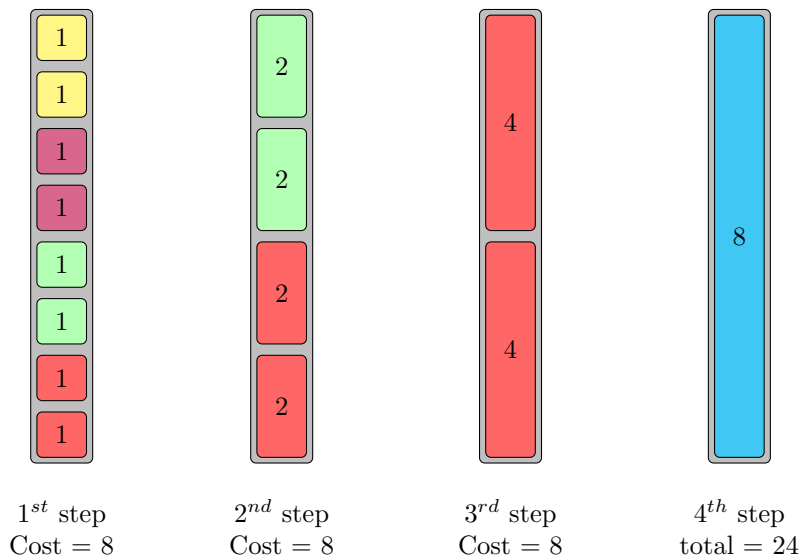 1
1
1
1
1
1
1
1
2
2
2
2
4
4
8
1st step
Cost = 8
2nd step
Cost = 8
3rd step
Cost = 8
4th step
total = 24